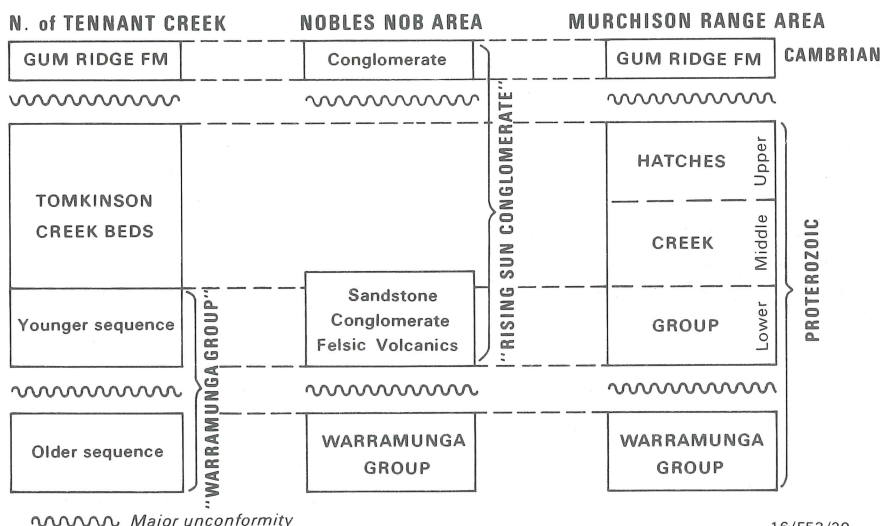 N. of TENNANT CREEK
NOBLES NOB AREA
MURCHISON RANGE AREA
GUM RIDGE FM
Conglomerate
GUM RIDGE FM
CAMBRIAN
TOMKINSON
CREEK BEDS
Younger sequence
Older sequence
"WARRAMUNGA GROUP"
Sandstone
Conglomerate
Felsic Volcanics
WARRAMUNGA
GROUP
"RISING SUN CONGLOMERATE"
HATCHES
Upper
CREEK
Middle
GROUP
Lower
WARRAMUNGA
GROUP
PROTEROZOIC
Major unconformity